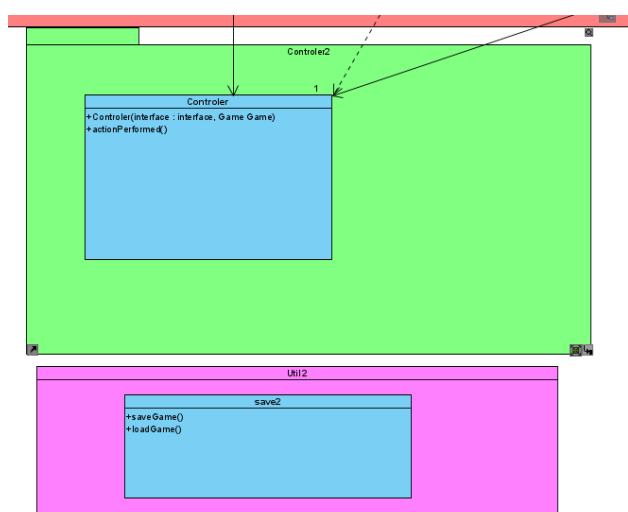 Controler2
1
Controler
+Controler(interface : interface, Game Game)
+actionPerformed()
Util2
save2
+saveGame()
+loadGame()